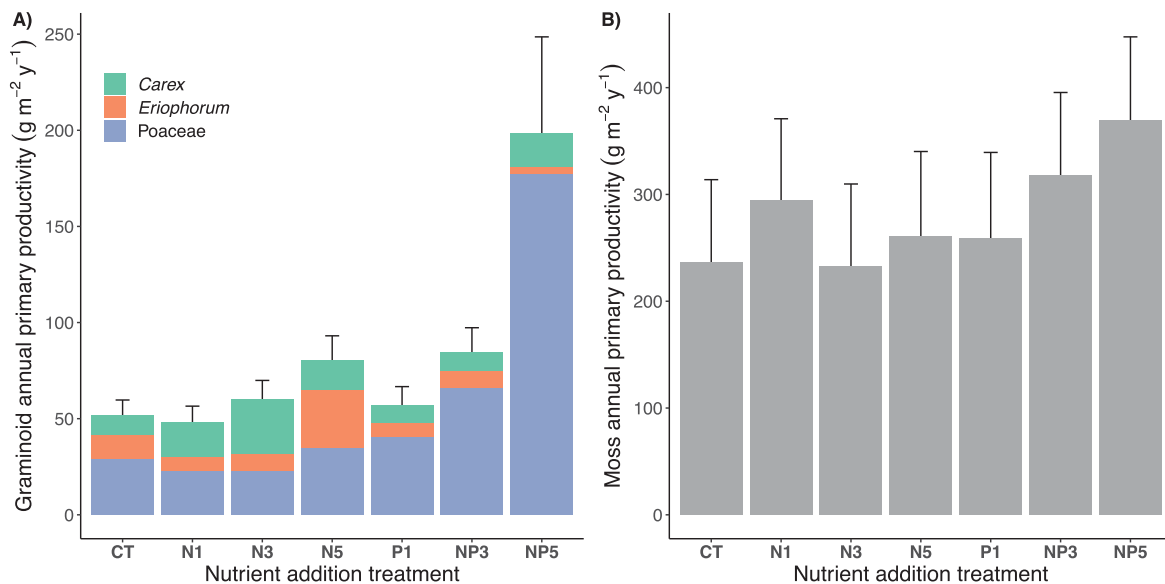 A)
Graminoid annual primary productivity (g m⁻² y⁻¹)
250
200
150
100
50
0
Carex
Eriophorum
Poaceae
CT N1 N3 N5 P1 NP3 NP5
Nutrient addition treatment
B)
Moss annual primary productivity (g m⁻² y⁻¹)
400
300
200
100
0
CT N1 N3 N5 P1 NP3 NP5
Nutrient addition treatment